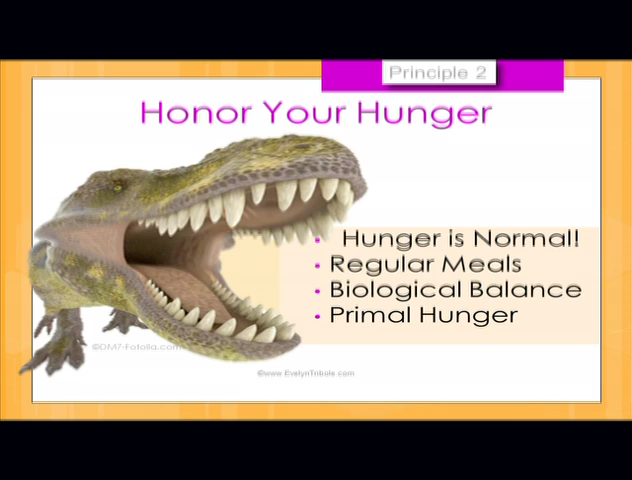 Principle 2
Honor Your Hunger
Hunger is Normal!
Regular Meals
Biological Balance
Primal Hunger
©DM7-Fotolia.com
©www.EvelynTribole.com